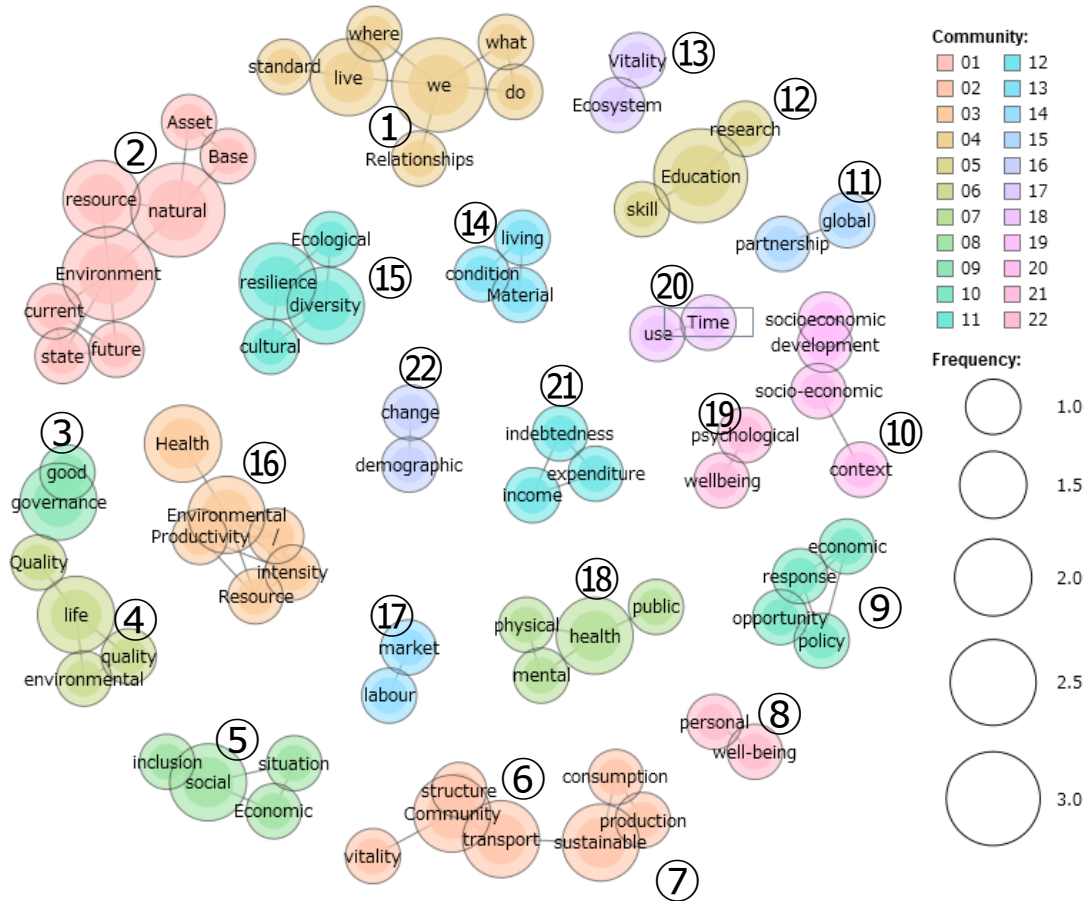 where
what
standard
live
we
do
①
Relationships
Vitality
⑬
Ecosystem
⑫
research
Education
skill
⑪
global
partnership
②
Asset
Base
resource
natural
Environment
current
state
future
Ecological
resilience
⑮
diversity
cultural
⑭
living
condition
Material
⑳
use
Time
socioeconomic
development
socio-economic
⑩
context
⑲
psychological
wellbeing
㉒
change
demographic
㉑
indebtedness
expenditure
income
③
good
governance
Quality
life
④
quality
environmental
Health
⑯
Environmental
Productivity
/
intensity
Resource
⑰
market
labour
⑱
public
physical
health
mental
economic
response
opportunity
⑨
policy
personal
⑧
well-being
⑤
inclusion
situation
social
Economic
⑥
consumption
structure
Community
production
transport
sustainable
vitality
⑦
Community:
01 12
02 13
03 14
04 15
05 16
06 17
07 18
08 19
09 20
10 21
11 22
Frequency:
1.0
1.5
2.0
2.5
3.0